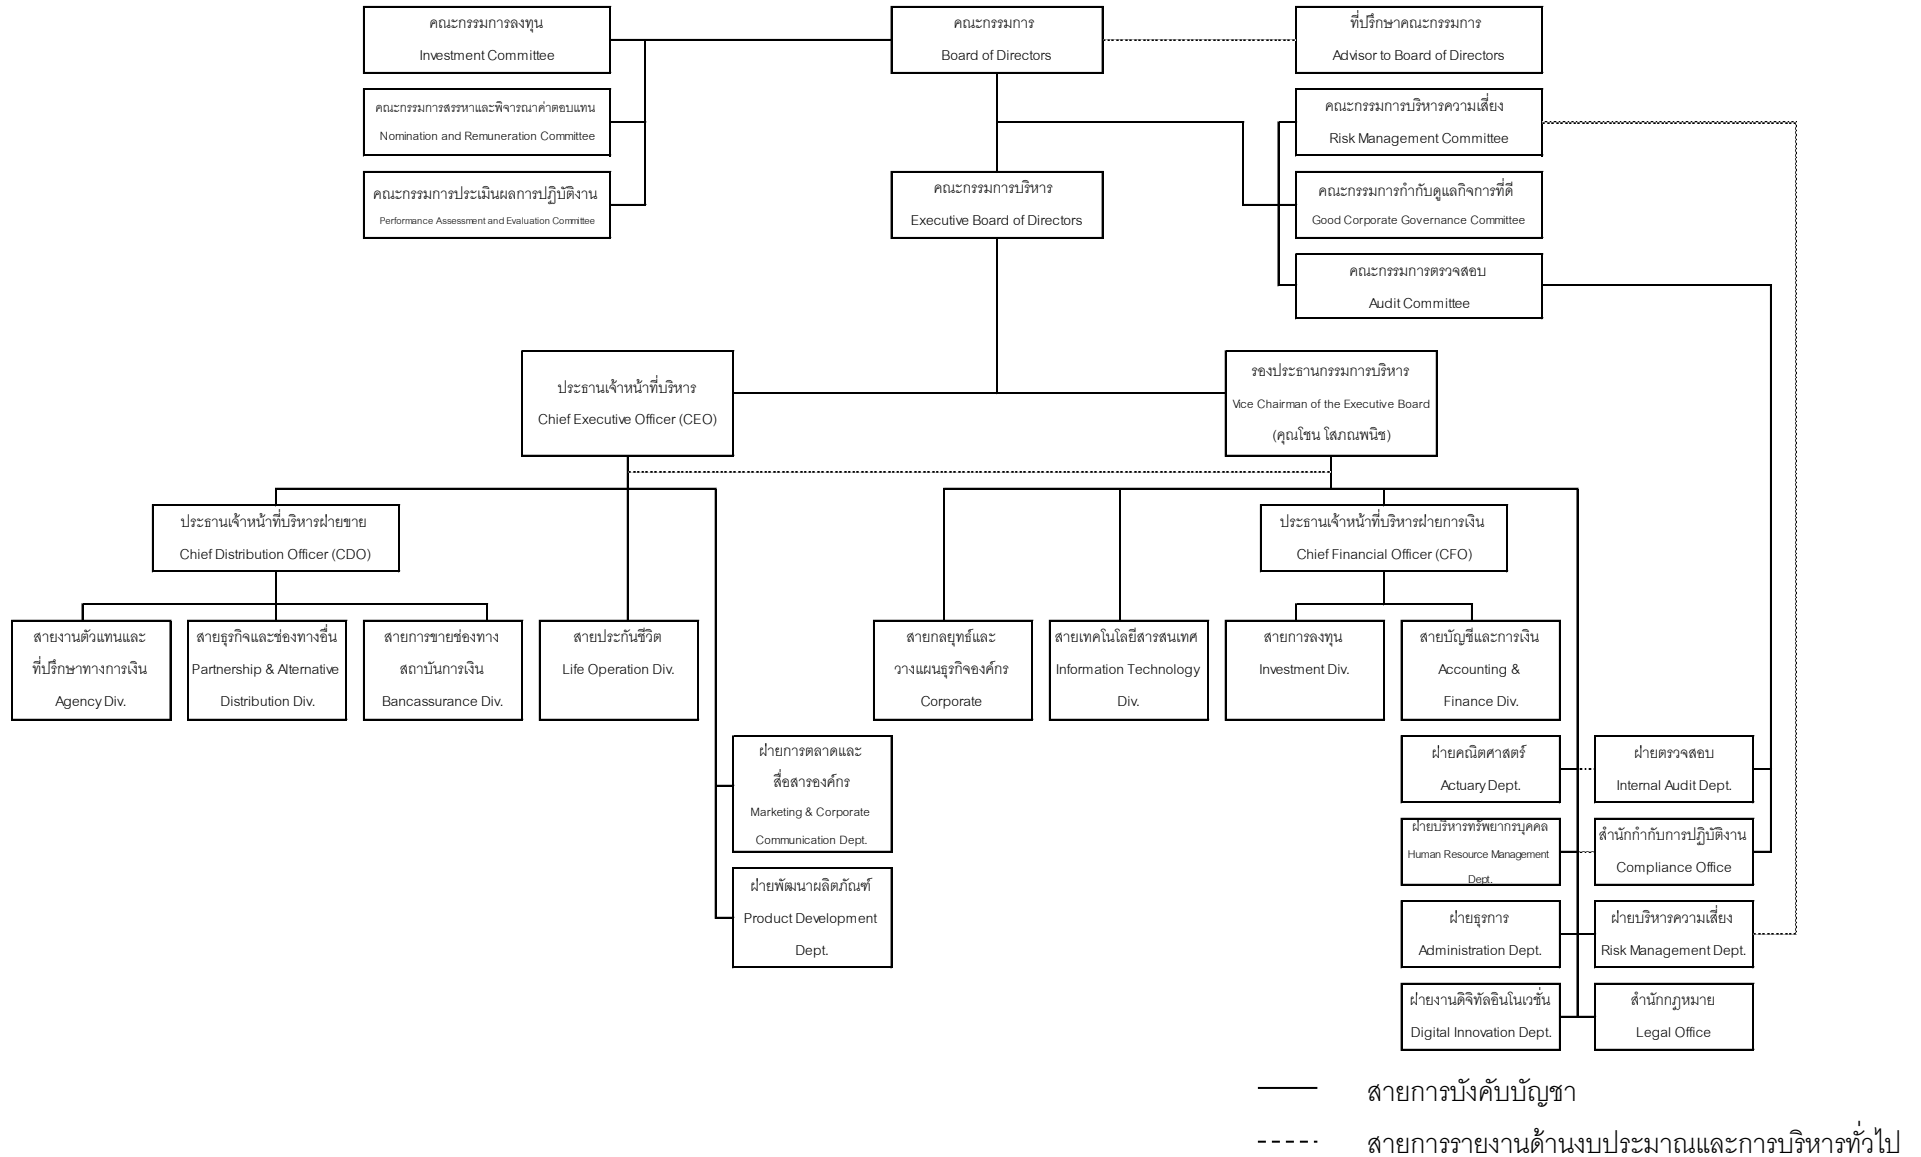 คณะกรรมการลงทุน
Investment Committee
คณะกรรมการ
Board of Directors
ที่ปรึกษาคณะกรรมการ
Advisor to Board of Directors
คณะกรรมการสรรหาและพิจารณาค่าตอบแทน
Nomination and Remuneration Committee
คณะกรรมการบริหารความเสี่ยง
Risk Management Committee
คณะกรรมการประเมินผลการปฏิบัติงาน
Performance Assessment and Evaluation Committee
คณะกรรมการบริหาร
Executive Board of Directors
คณะกรรมการกำกับดูแลกิจการที่ดี
Good Corporate Governance Committee
คณะกรรมการตรวจสอบ
Audit Committee
ประธานเจ้าหน้าที่บริหาร
Chief Executive Officer (CEO)
รองประธานกรรมการบริหาร
Vice Chairman of the Executive Board
(คุณโชน โสภณพนิช)
ประธานเจ้าหน้าที่บริหารฝ่ายขาย
Chief Distribution Officer (CDO)
ประธานเจ้าหน้าที่บริหารฝ่ายการเงิน
Chief Financial Officer (CFO)
สายงานตัวแทนและ
ที่ปรึกษาทางการเงิน
Agency Div.
สายธุรกิจและช่องทางอื่น
Partnership & Alternative
Distribution Div.
สายการขายช่องทาง
สถาบันการเงิน
Bancassurance Div.
สายประกันชีวิต
Life Operation Div.
สายกลยุทธ์และ
วางแผนธุรกิจองค์กร
Corporate
สายเทคโนโลยีสารสนเทศ
Information Technology
Div.
สายการลงทุน
Investment Div.
สายบัญชีและการเงิน
Accounting &
Finance Div.
ฝ่ายการตลาดและ
สื่อสารองค์กร
Marketing & Corporate
Communication Dept.
ฝ่ายคณิตศาสตร์
Actuary Dept.
ฝ่ายตรวจสอบ
Internal Audit Dept.
ฝ่ายบริหารทรัพยากรบุคคล
Human Resource Management
Dept.
สำนักกำกับการปฏิบัติงาน
Compliance Office
ฝ่ายพัฒนาผลิตภัณฑ์
Product Development
Dept.
ฝ่ายธุรการ
Administration Dept.
ฝ่ายบริหารความเสี่ยง
Risk Management Dept.
ฝ่ายงานดิจิทัลอินโนเวชั่น
Digital Innovation Dept.
สำนักกฎหมาย
Legal Office
สายการบังคับบัญชา
สายการรายงานด้านงบประมาณและการบริหารทั่วไป